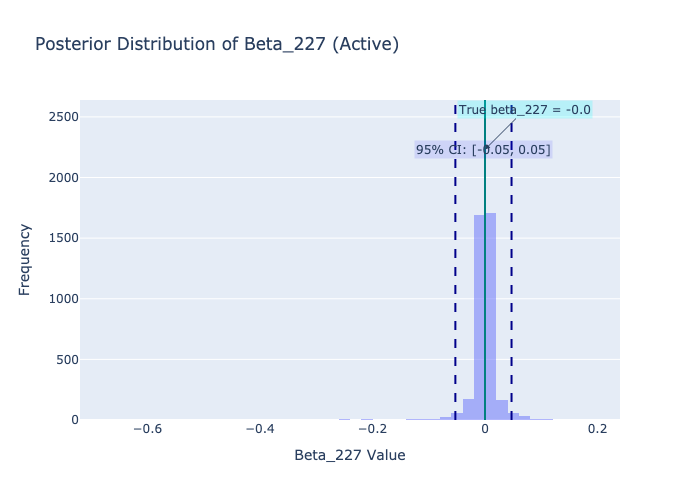 Posterior Distribution of Beta_227 (Active)
True beta_227 = -0.0
95% CI: [-0.05, 0.05]
2500
2000
1500
1000
500
0
Frequency
−0.6 −0.4 −0.2 0 0.2
Beta_227 Value